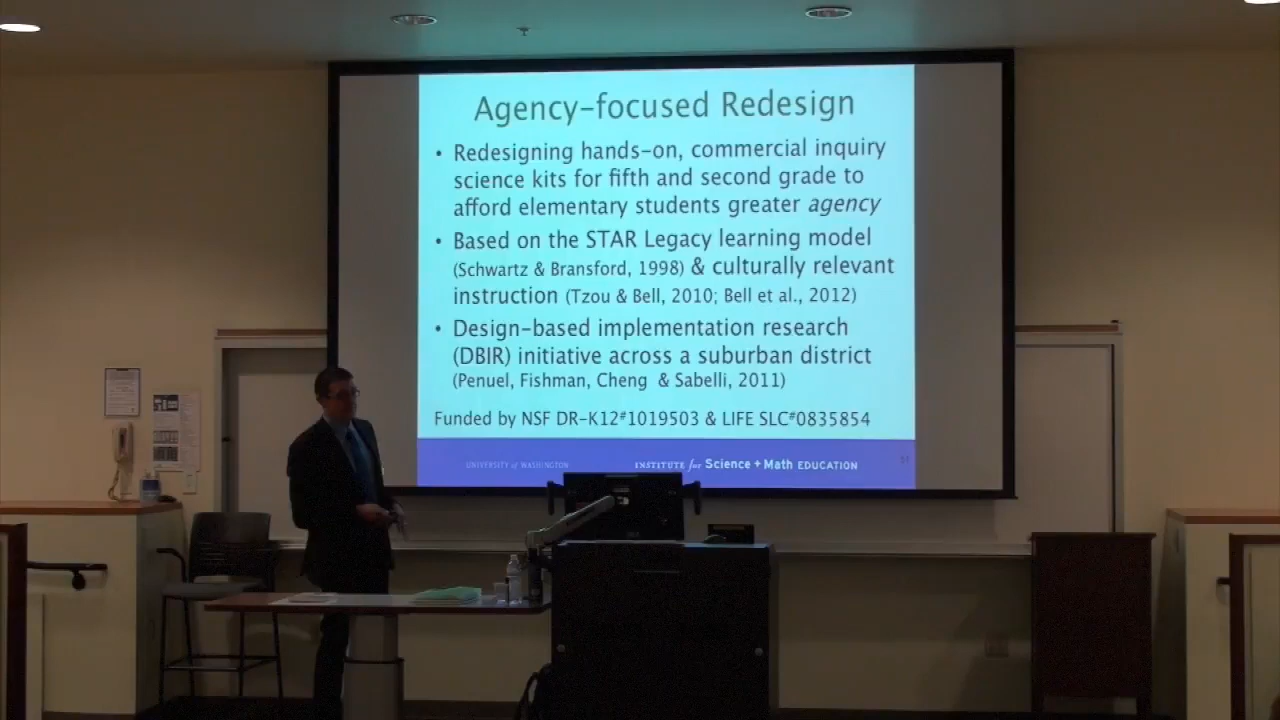 Agency-focused Redesign
• Redesigning hands-on, commercial inquiry
science kits for fifth and second grade to
afford elementary students greater agency
• Based on the STAR Legacy learning model
(Schwartz & Bransford, 1998) & culturally relevant
instruction (Tzou & Bell, 2010; Bell et al., 2012)
• Design-based implementation research
(DBIR) initiative across a suburban district
(Penuel, Fishman, Cheng & Sabelli, 2011)
Funded by NSF DR-K12#1019503 & LIFE SLC#0835854
UNIVERSITY of WASHINGTON INSTITUTE for Science + Math EDUCATION